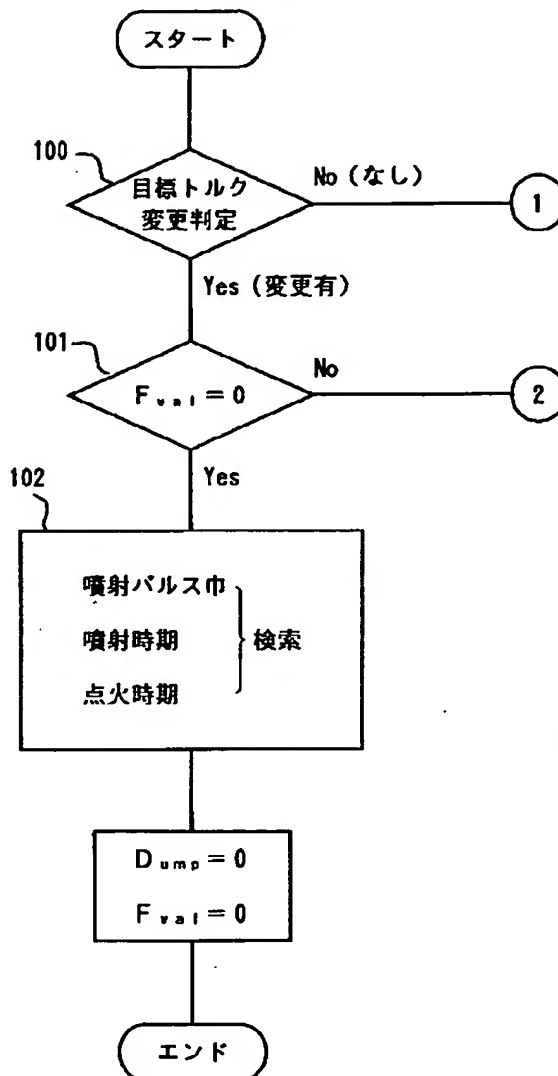 スタート
100
目標トルク
変更判定
No (なし)
1
Yes (変更有)
101
Fval = 0
No
2
Yes
102
噴射パルス巾
噴射時期
点火時期
検索
Dump = 0
Fval = 0
エンド